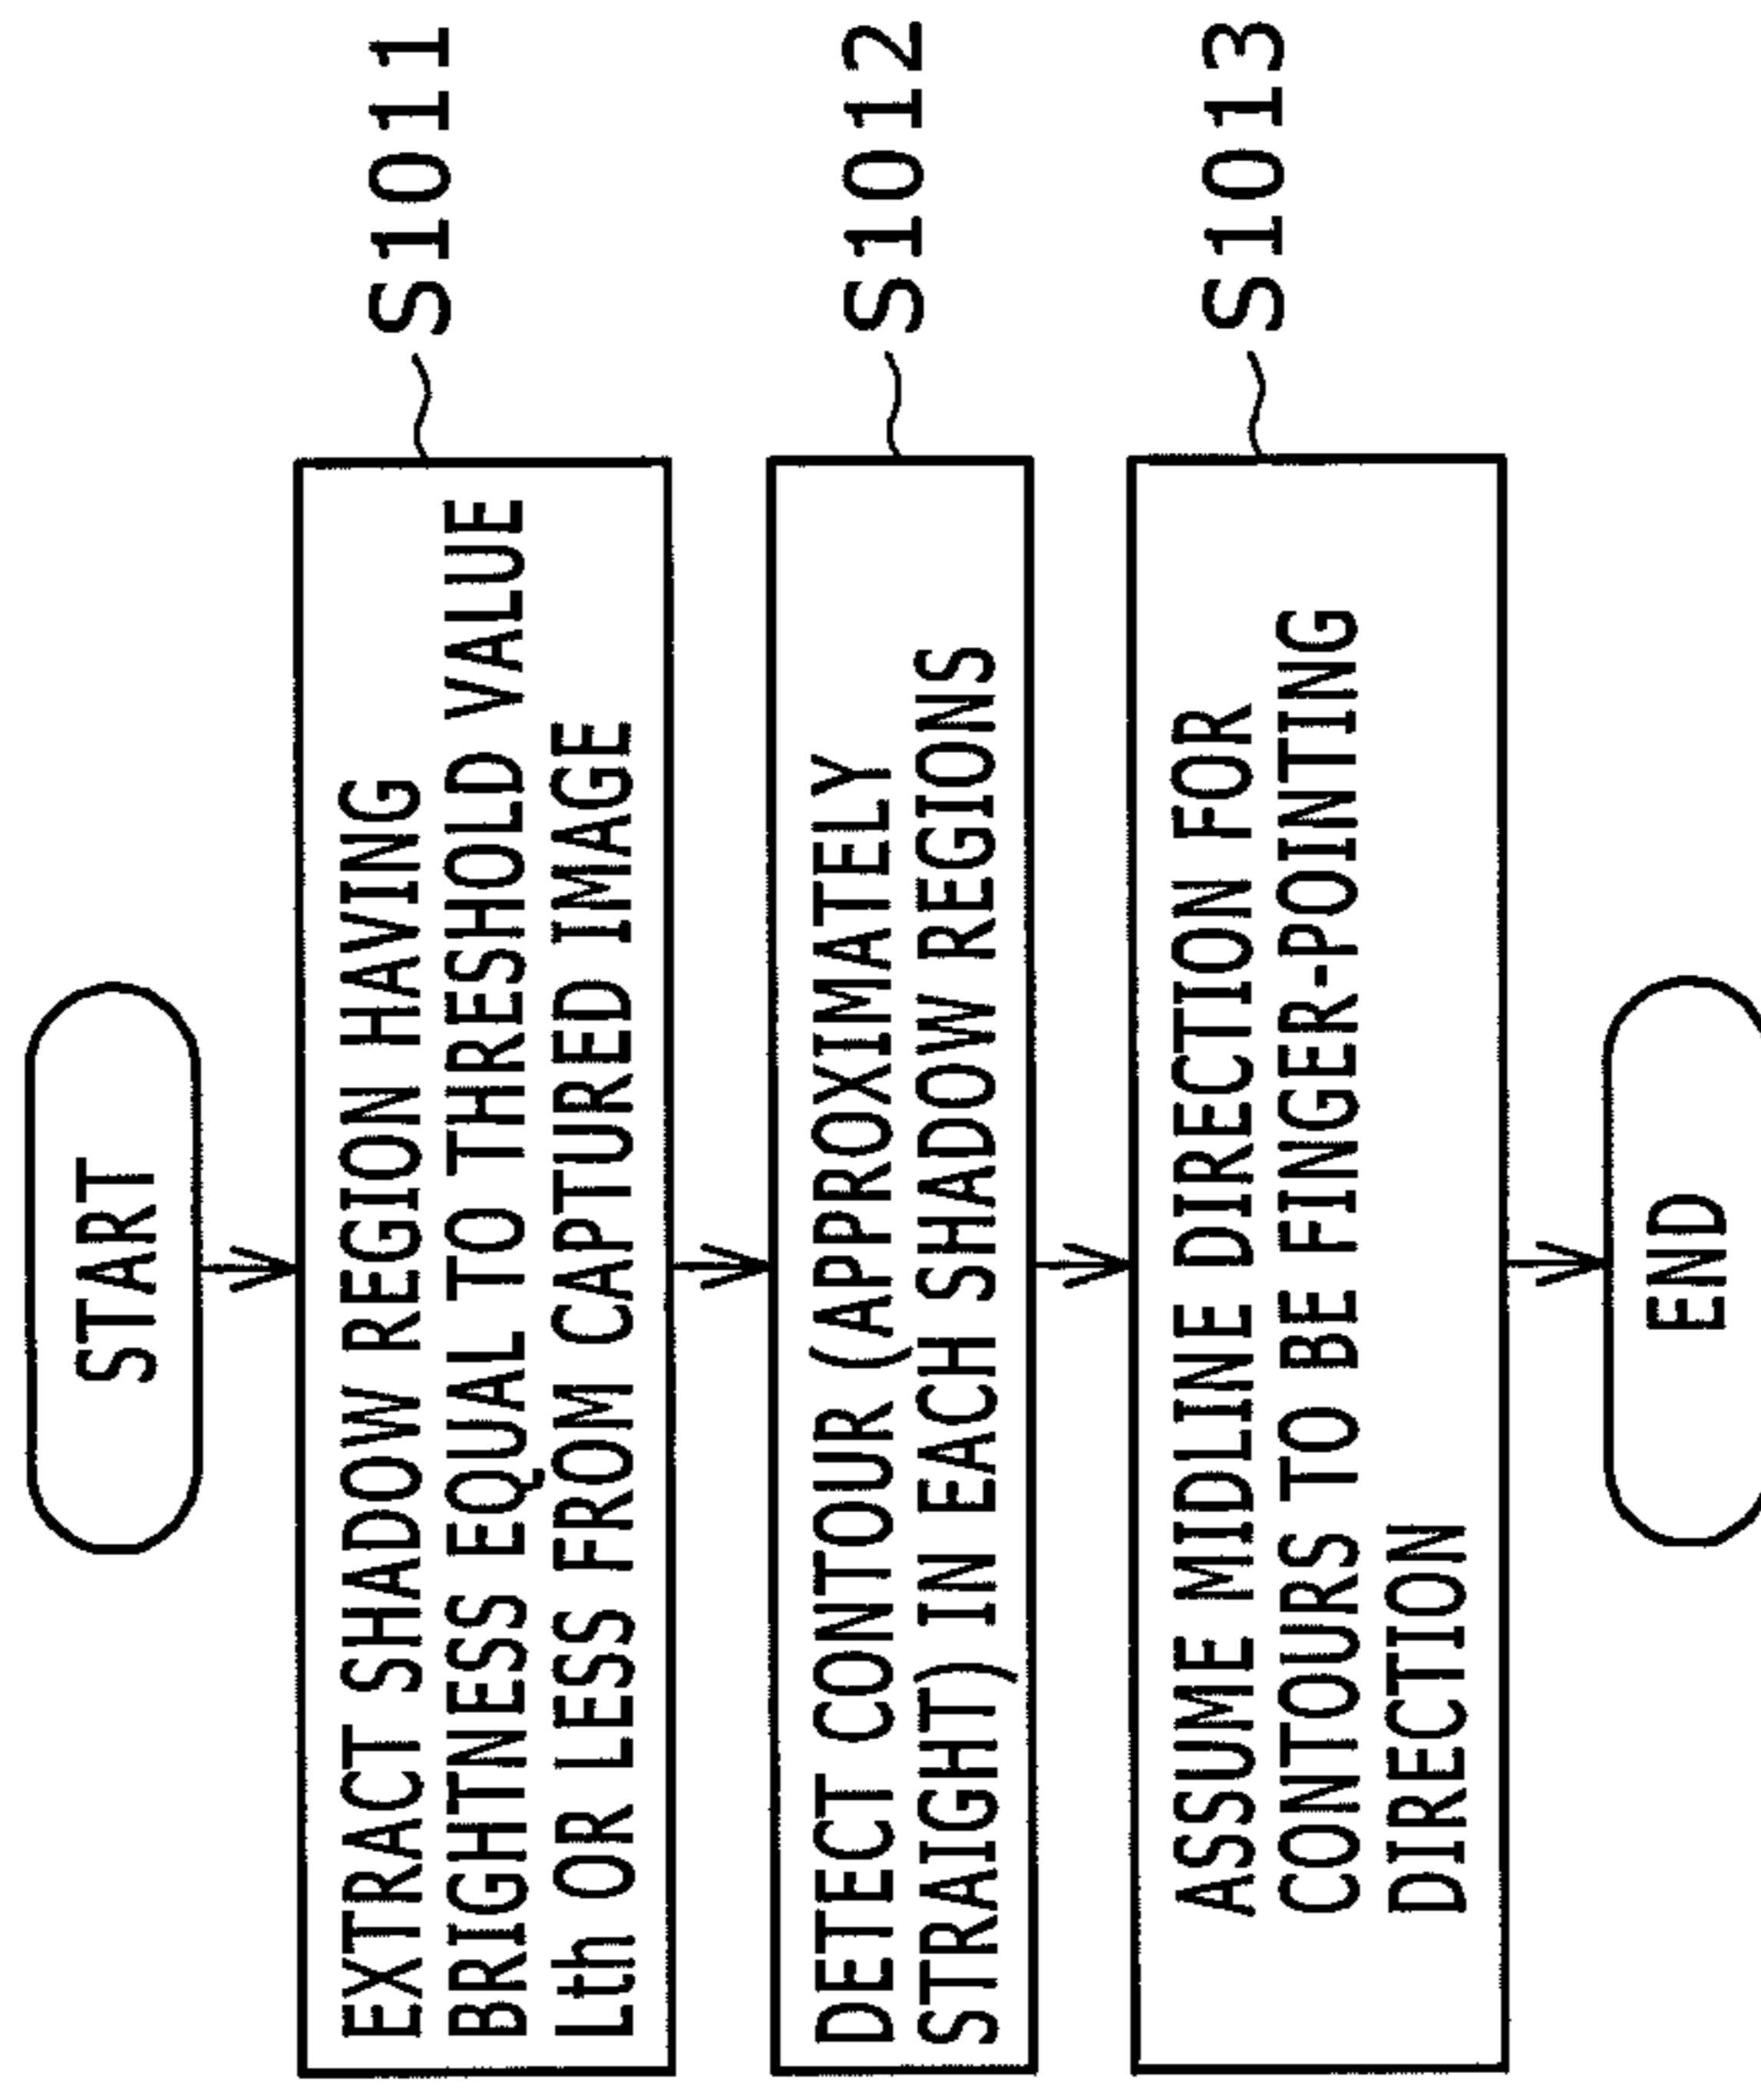 START
EXTRACT SHADOW REGION HAVING
BRIGHTNESS EQUAL TO THRESHOLD VALUE
Lth OR LESS FROM CAPTURED IMAGE
S1011
DETECT CONTOUR (APPROXIMATELY
STRAIGHT) IN EACH SHADOW REGIONS
S1012
ASSUME MIDLINE DIRECTION FOR
CONTOURS TO BE FINGER-POINTING
DIRECTION
S1013
END